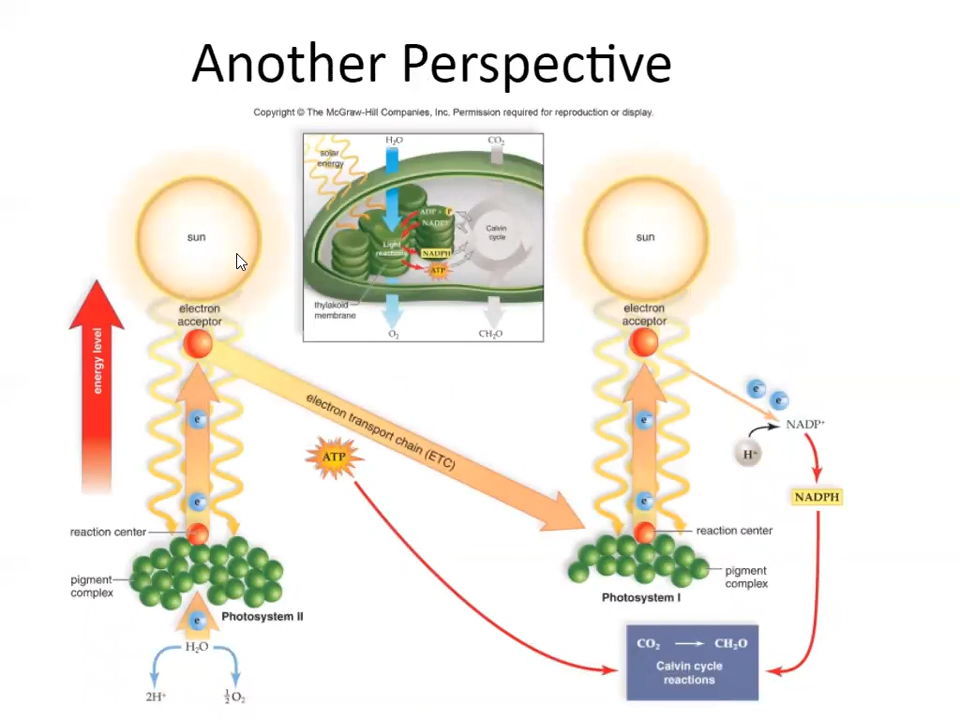 Another Perspective
Copyright © The McGraw-Hill Companies, Inc. Permission required for reproduction or display.
H₂O
CO₂
solar
energy
ADP + P
NADP⁺
Calvin
cycle
Light
reactions
NADPH
ATP
thylakoid
membrane
O₂
CH₂O
sun
sun
electron
acceptor
electron
acceptor
energy level
e⁻
electron transport chain (ETC)
e⁻
e⁻
e⁻
NADP⁺
ATP
H⁺
e⁻
e⁻
NADPH
reaction center
reaction center
pigment
complex
pigment
complex
Photosystem II
Photosystem I
e⁻
H₂O
2H⁺
½O₂
CO₂ → CH₂O
Calvin cycle
reactions